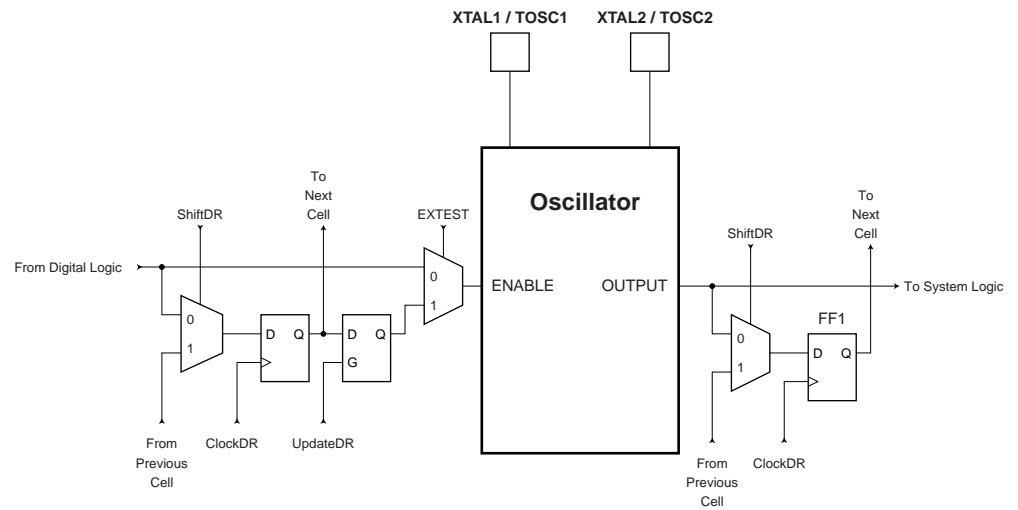 XTAL1 / TOSC1
XTAL2 / TOSC2
To
Next
Cell
ShiftDR
EXTEST
Oscillator
To
Next
Cell
ShiftDR
From Digital Logic
0
1
ENABLE
OUTPUT
To System Logic
0
1
D Q
D Q
G
FF1
0
1
D Q
From
Previous
Cell
ClockDR
UpdateDR
From
Previous
Cell
ClockDR